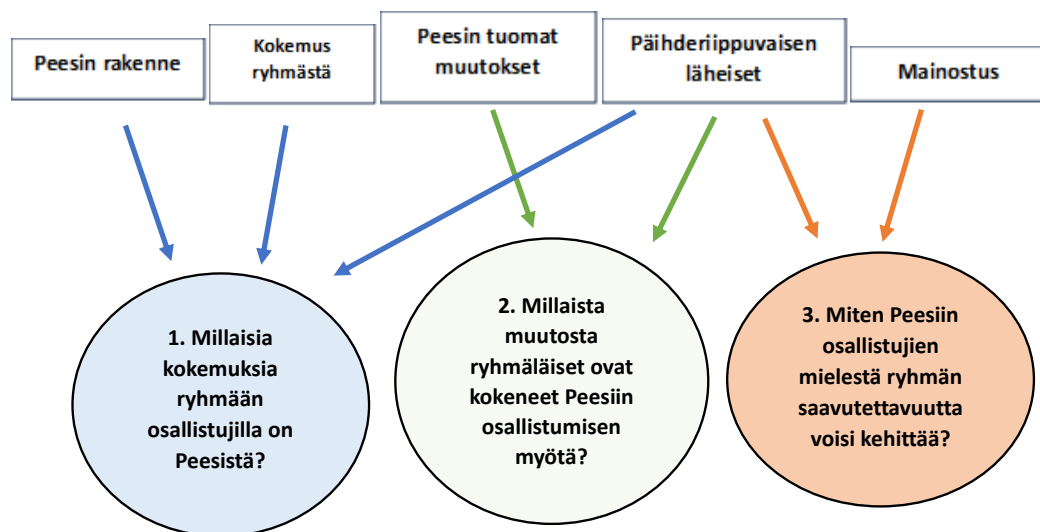 Peesin rakenne
Kokemus
ryhmästä
Peesin tuomat
muutokset
Päihderiippuvaisen
läheiset
Mainostus
1. Millaisia
kokemuksia
ryhmään
osallistujilla on
Peesistä?
2. Millaista
muutosta
ryhmäläiset ovat
kokeneet Peesiin
osallistumisen
myötä?
3. Miten Peesiin
osallistujien
mielestä ryhmän
saavutettavuutta
voisi kehittää?